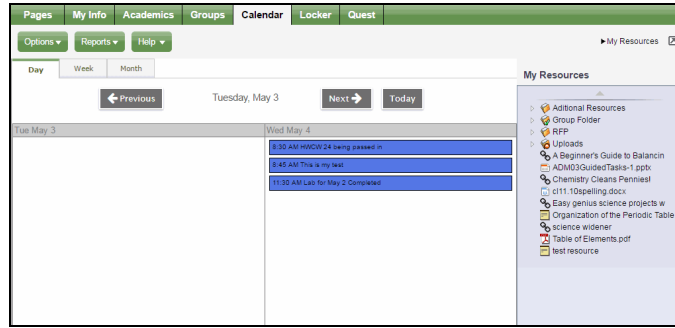 Pages My Info Academics Groups Calendar Locker Quest
Options Reports Help
My Resources
Day Week Month
My Resources
Previous Tuesday, May 3 Next Today
Tue May 3 Wed May 4
8:30 AM HWCW 24 being passed in
8:45 AM This is my test
11:30 AM Lab for May 2 Completed
Aditional Resources
Group Folder
RFP
Uploads
A Beginner's Guide to Balancin
ADM03GuidedTasks-1.pptx
Chemistry Cleans Pennies!
cl11.10spelling.docx
Easy genius science projects w
Organization of the Periodic Table
science widener
Table of Elements.pdf
test resource